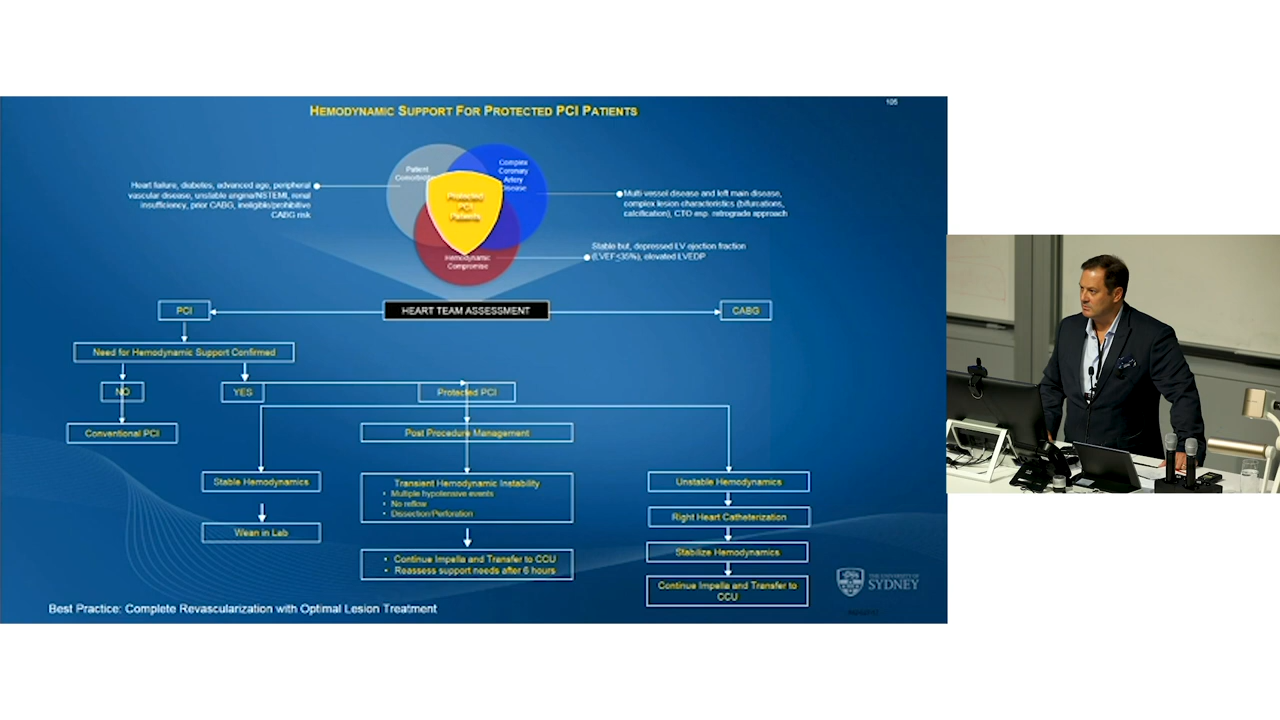 HEMODYNAMIC SUPPORT FOR PROTECTED PCI PATIENTS
105
Patient
Complex
Coronary
Artery
Disease
Protected
PCI
Patients
Hemodynamic
Compromise
Heart failure, diabetes, advanced age, peripheral
vascular disease, unstable angina/NSTEMI, renal
insufficiency, prior CABG, ineligible/prohibitive
CABG risk
Multi-vessel disease and left main disease,
complex lesion characteristics (bifurcations,
calcification), CTO esp. retrograde approach
Stable but, depressed LV ejection fraction
(LVEF ≤35%), elevated LVEDP
PCI
HEART TEAM ASSESSMENT
CABG
Need for Hemodynamic Support Confirmed
NO
YES
Protected PCI
Conventional PCI
Post Procedure Management
Stable Hemodynamics
Wean in Lab
Transient Hemodynamic Instability
• Multiple hypotensive events
• No reflow
• Dissection/Perforation
• Continue Impella and Transfer to CCU
• Reassess support needs after 6 hours
Unstable Hemodynamics
Right Heart Catheterization
Stabilize Hemodynamics
Continue Impella and Transfer to
CCU
THE UNIVERSITY OF
SYDNEY
Best Practice: Complete Revascularization with Optimal Lesion Treatment